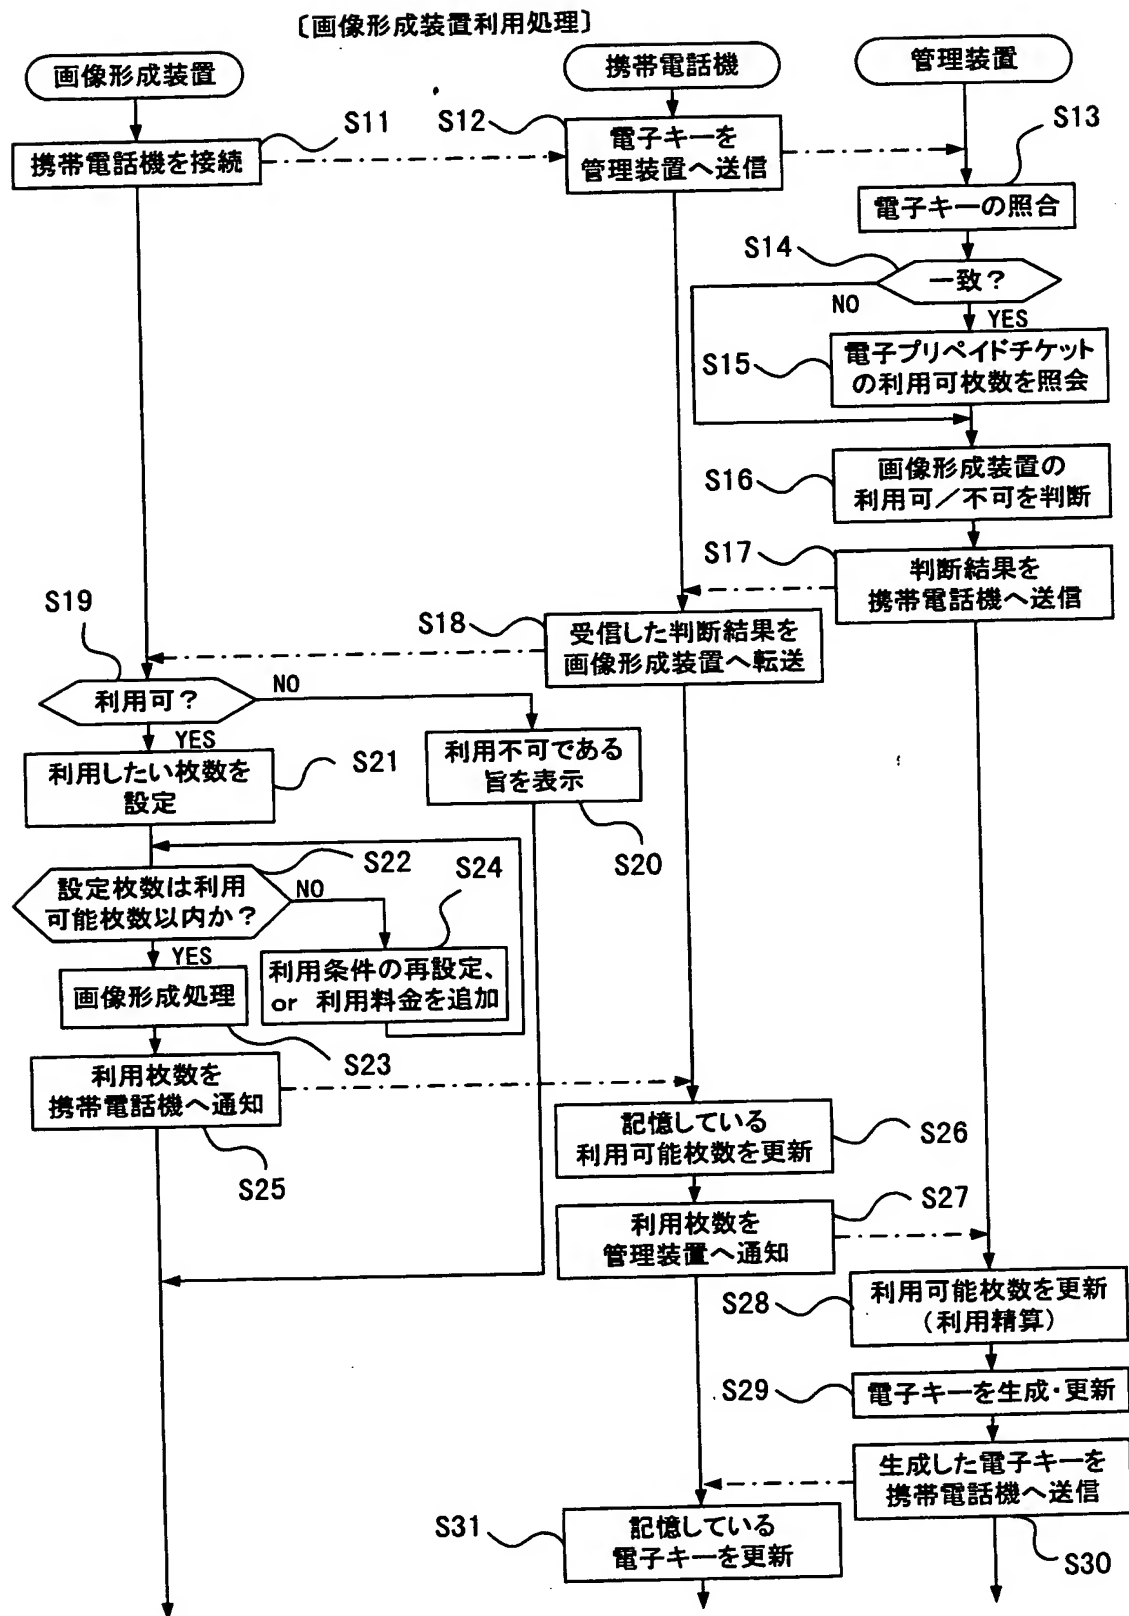 〔画像形成装置利用処理〕
画像形成装置
携帯電話機
管理装置
S11
S12
S13
携帯電話機を接続
電子キーを
管理装置へ送信
電子キーの照合
S14
一致？
NO
YES
S15
電子プリペイドチケット
の利用可枚数を照会
S16
画像形成装置の
利用可／不可を判断
S17
判断結果を
携帯電話機へ送信
S18
受信した判断結果を
画像形成装置へ転送
S19
利用可？
NO
YES
利用したい枚数を
設定
S21
利用不可である
旨を表示
S20
設定枚数は利用
可能枚数以内か？
S22
NO
S24
YES
利用条件の再設定、
or 利用料金を追加
画像形成処理
S23
利用枚数を
携帯電話機へ通知
S25
記憶している
利用可能枚数を更新
S26
利用枚数を
管理装置へ通知
S27
S28
利用可能枚数を更新
（利用精算）
S29
電子キーを生成・更新
生成した電子キーを
携帯電話機へ送信
S30
S31
記憶している
電子キーを更新